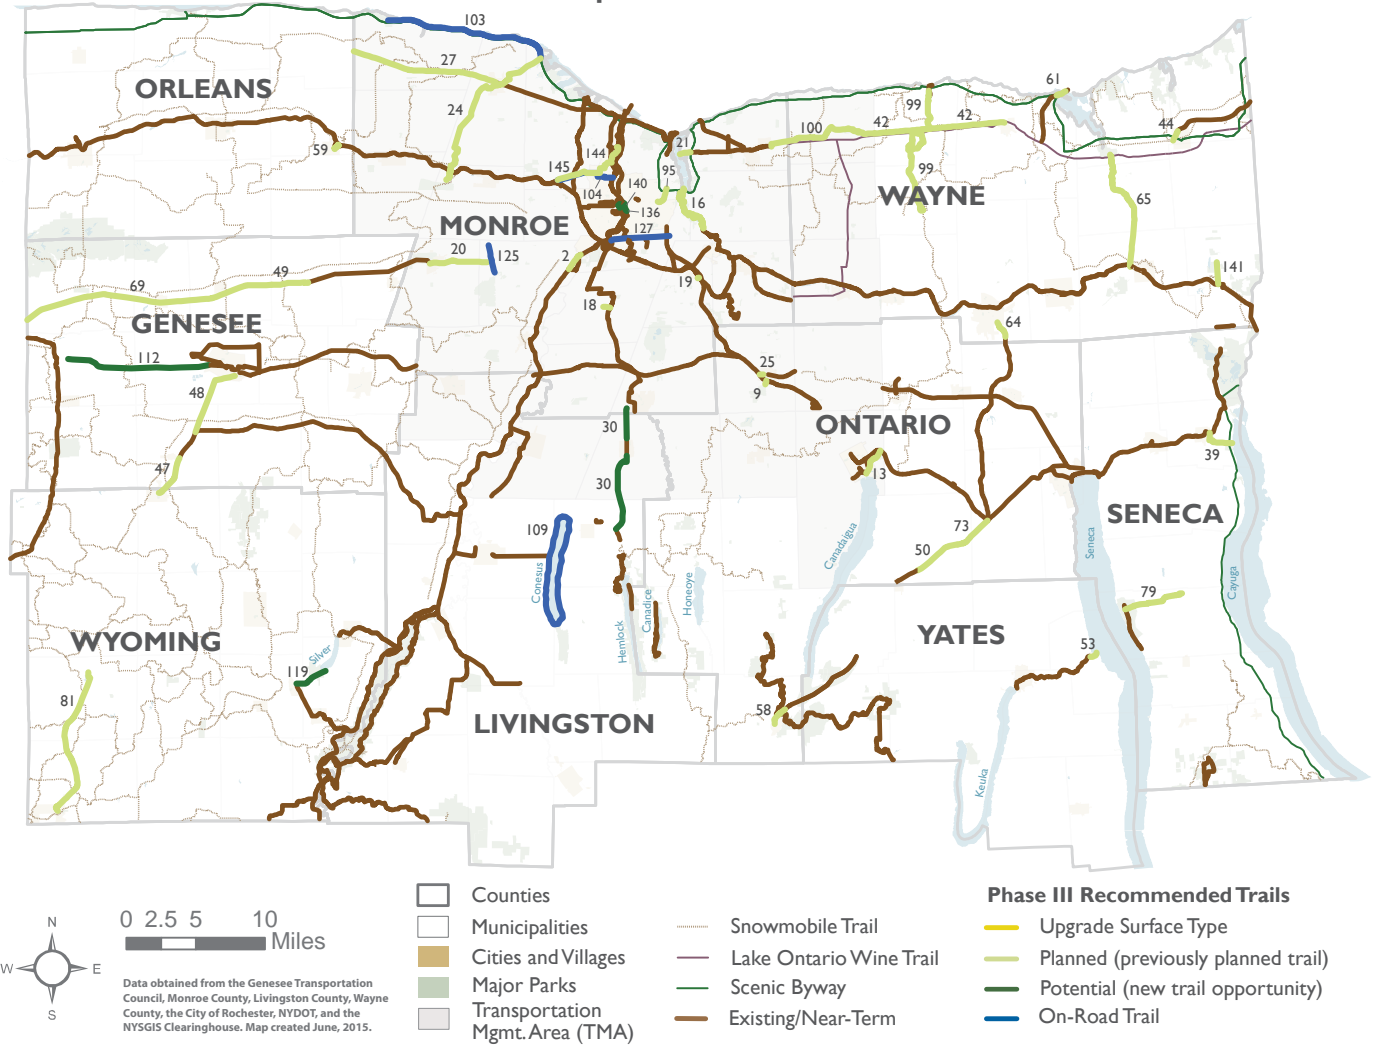 103
27
ORLEANS
24
59
145
144
104
140
136
127
95
21
16
100
42
99
42
99
61
44
WAYNE
65
141
MONROE
20
125
2
19
18
69
49
GENESEE
112
48
47
64
25
9
ONTARIO
13
39
30
30
109
Conesus
Hemlock
Canadice
Honeoye
Canadaigua
73
50
Seneca
SENECA
Cayuga
79
YATES
53
WYOMING
Silver
119
81
LIVINGSTON
58
Keuka
N
W
E
S
0 2.5 5 10
Miles
Data obtained from the Genesee Transportation
Council, Monroe County, Livingston County, Wayne
County, the City of Rochester, NYDOT, and the
NYSGIS Clearinghouse. Map created June, 2015.
Counties
Municipalities
Cities and Villages
Major Parks
Transportation
Mgmt. Area (TMA)
Snowmobile Trail
Lake Ontario Wine Trail
Scenic Byway
Existing/Near-Term
Phase III Recommended Trails
Upgrade Surface Type
Planned (previously planned trail)
Potential (new trail opportunity)
On-Road Trail